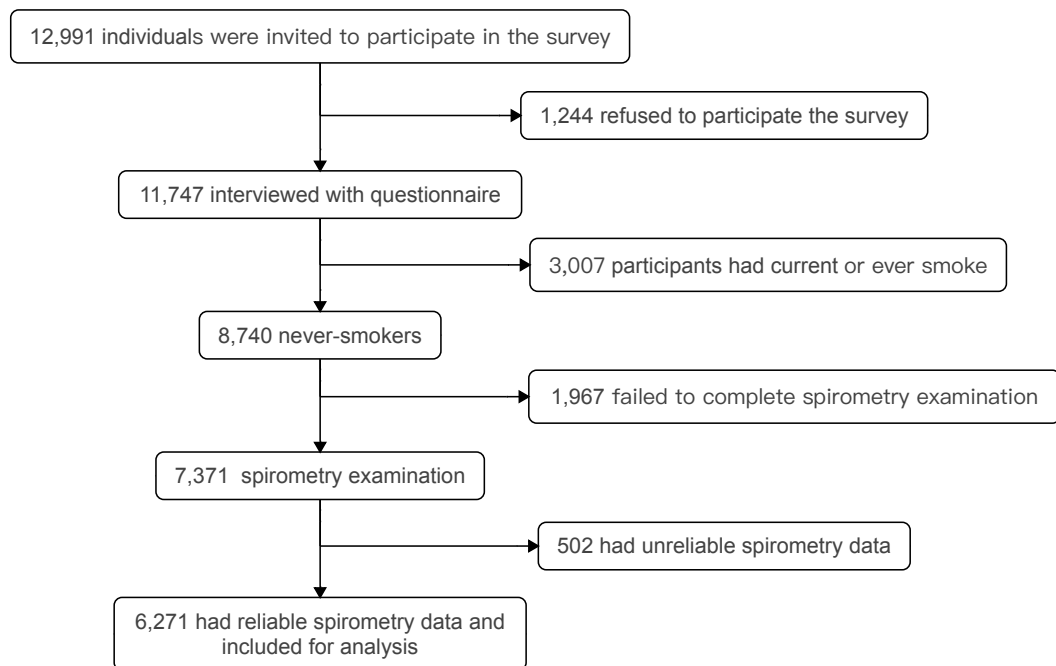 12,991 individuals were invited to participate in the survey
1,244 refused to participate the survey
11,747 interviewed with questionnaire
3,007 participants had current or ever smoke
8,740 never-smokers
1,967 failed to complete spirometry examination
7,371 spirometry examination
502 had unreliable spirometry data
6,271 had reliable spirometry data and
included for analysis